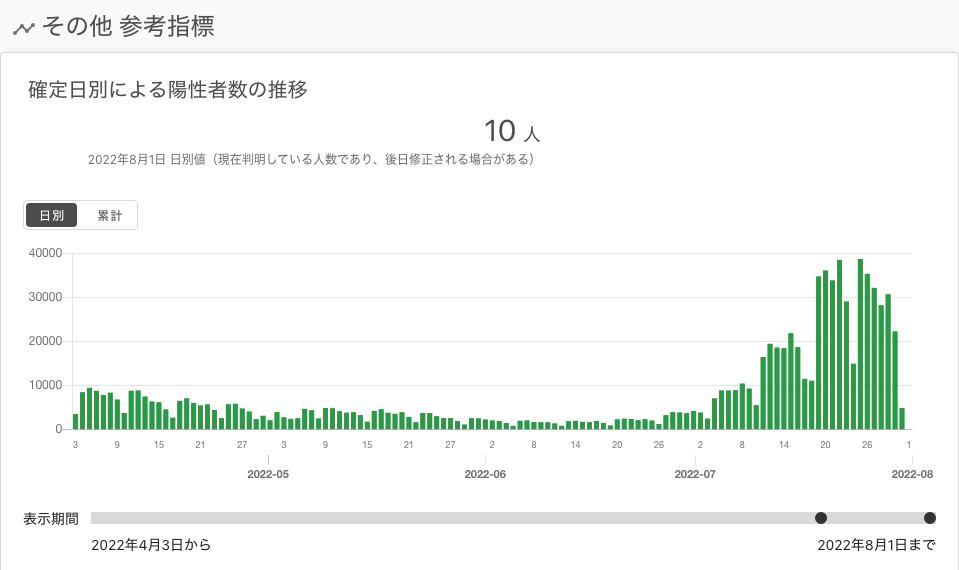 その他 参考指標
確定日別による陽性者数の推移
10 人
2022年8月1日 日別値（現在判明している人数であり、後日修正される場合がある）
日別 累計
40000
30000
20000
10000
0
3 9 15 21 27 3 9 15 21 27 2 8 14 20 26 2 8 14 20 26 1
2022-05 2022-06 2022-07 2022-08
表示期間
2022年4月3日から 2022年8月1日まで